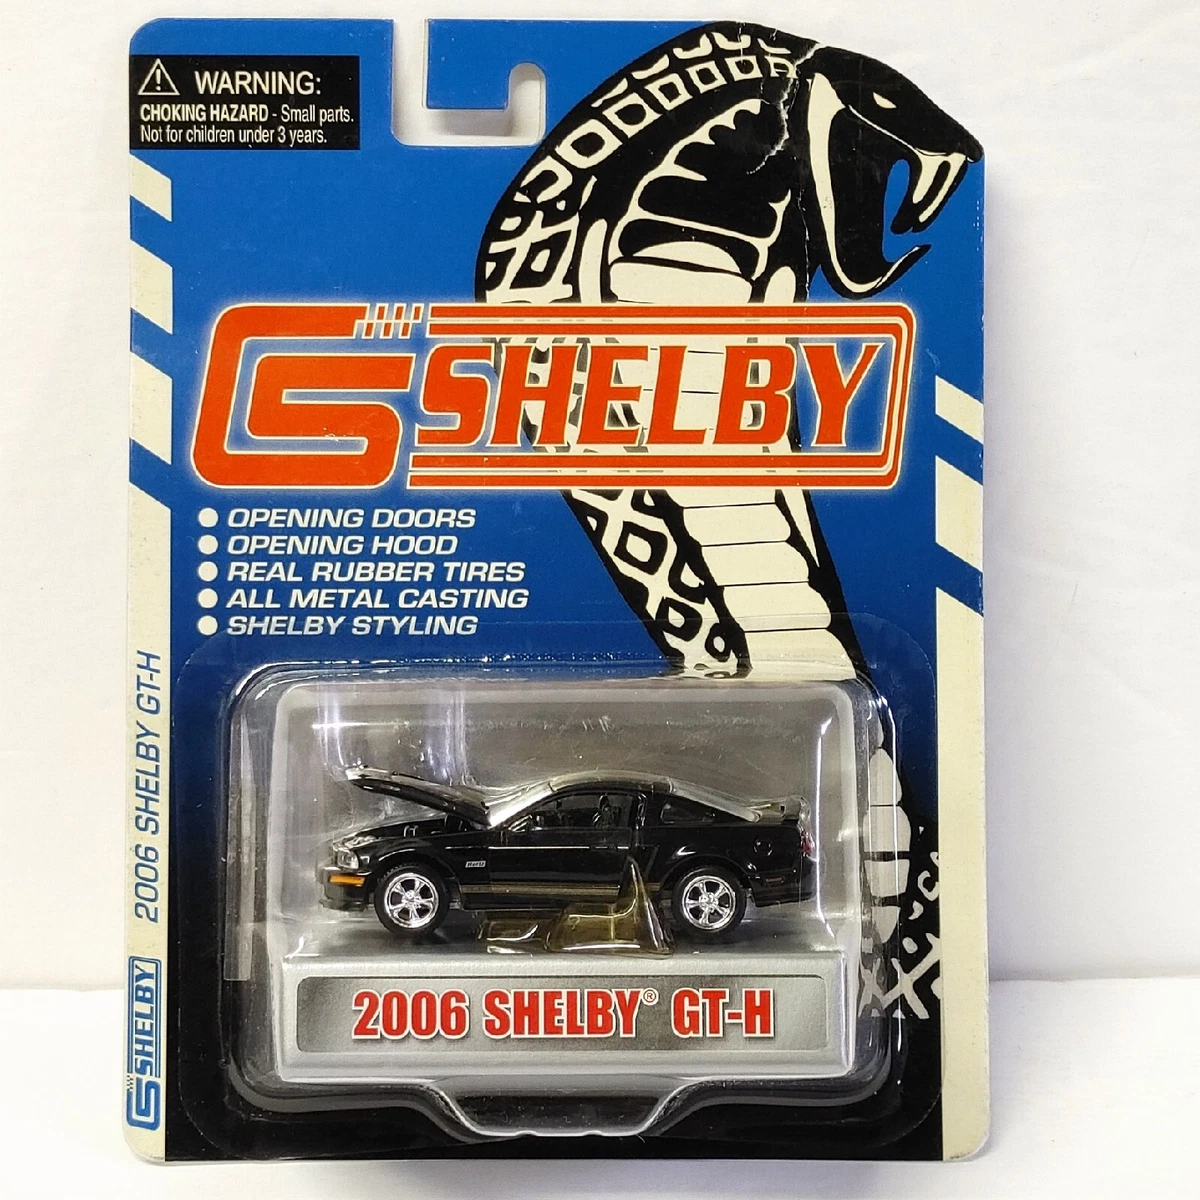 WARNING:
CHOKING HAZARD - Small parts.
Not for children under 3 years.
SHELBY
OPENING DOORS
OPENING HOOD
REAL RUBBER TIRES
ALL METAL CASTING
SHELBY STYLING
2006 SHELBY GT-H
SHELBY
2006 SHELBY® GT-H